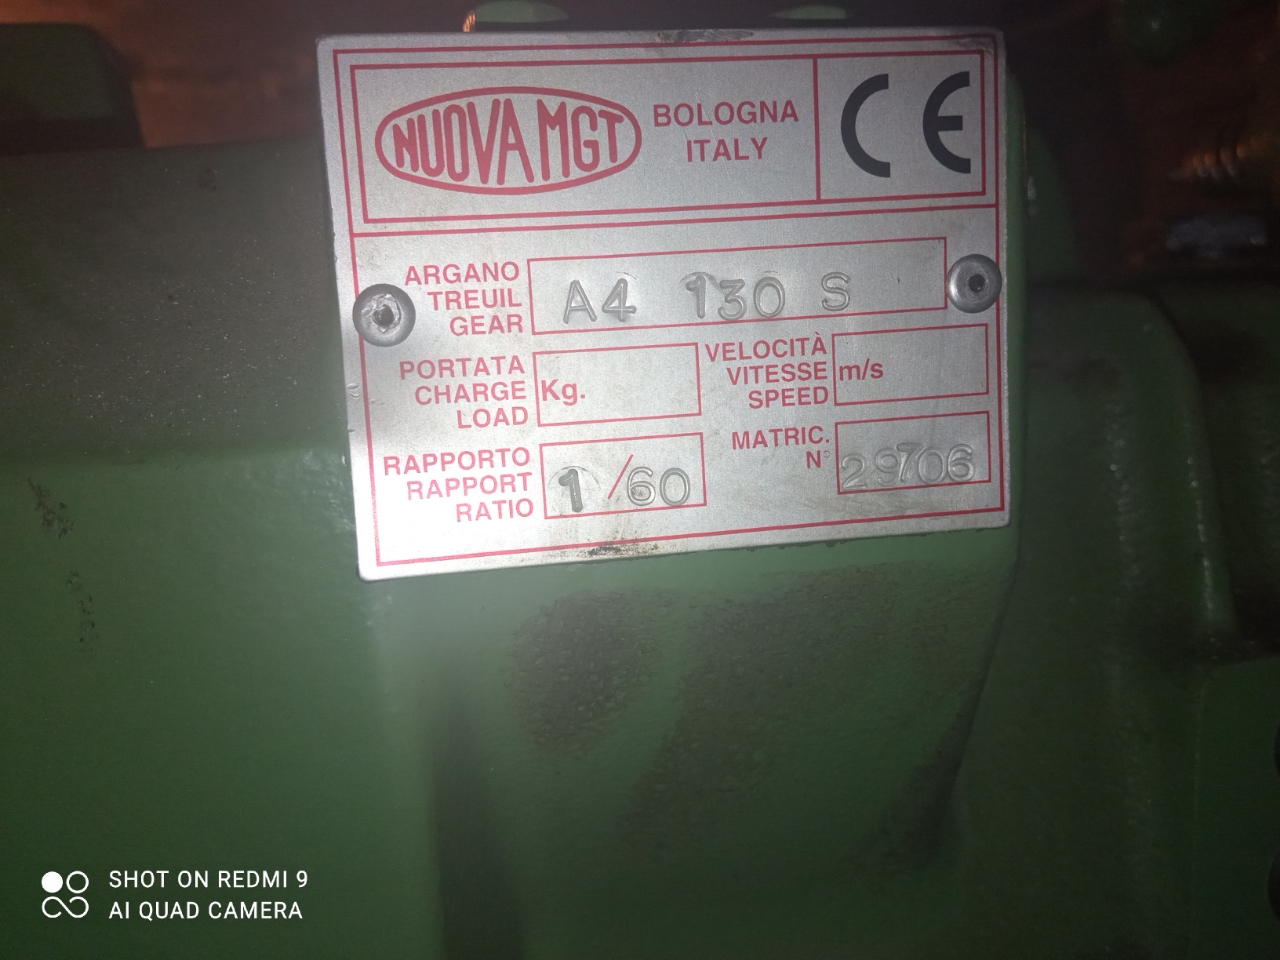 NUOVA MGT
BOLOGNA
ITALY
CE
ARGANO
TREUIL
GEAR
A4 130 S
PORTATA
CHARGE
LOAD
Kg.
VELOCITÀ
VITESSE
SPEED
m/s
RAPPORTO
RAPPORT
RATIO
1/60
MATRIC.
N°
29706
SHOT ON REDMI 9
AI QUAD CAMERA